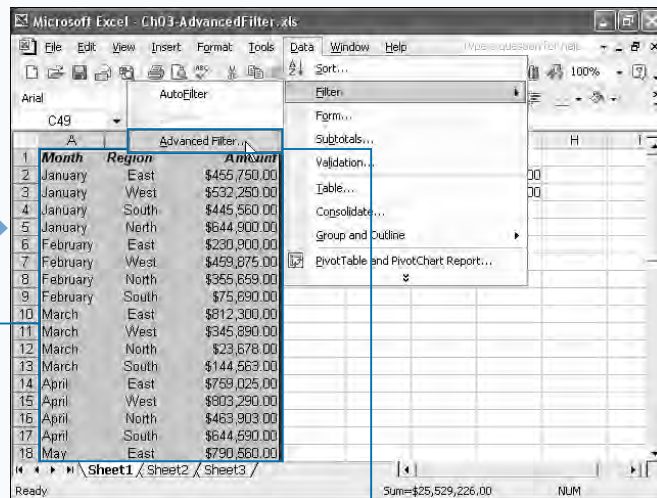 Microsoft Excel - Ch03-AdvancedFilter.xls
File Edit View Insert Format Tools Data Window Help
100%
Arial
C49
AutoFilter
Advanced Filter...
Sort...
Filter
Form...
Subtotals...
Validation...
Table...
Consolidate...
Group and Outline
PivotTable and PivotChart Report...
A H I
1 Month Region Amount
2 January East $455,750.00 00
3 January West $532,250.00 00
4 January South $445,560.00
5 January North $644,900.00
6 February East $230,900.00
7 February West $459,875.00
8 February North $355,659.00
9 February South $75,690.00
10 March East $812,300.00
11 March West $345,890.00
12 March North $23,678.00
13 March South $144,563.00
14 April East $759,025.00
15 April West $803,290.00
16 April North $463,903.00
17 April South $644,590.00
18 May East $790,560.00
Sheet1 Sheet2 Sheet3
Ready Sum=$25,529,226.00 NUM